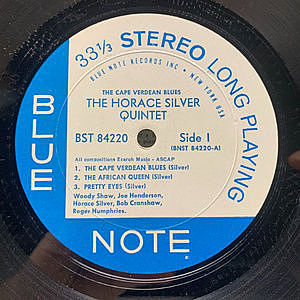 33⅓ STEREO LONG PLAYING
BLUE NOTE RECORDS INC • NEW YORK USA
THE CAPE VERDEAN BLUES
THE HORACE SILVER
QUINTET
BST 84220 Side 1
(BNST 84220-A)
All compositions Ecaroh Music - ASCAP
1. THE CAPE VERDEAN BLUES (Silver)
2. THE AFRICAN QUEEN (Silver)
3. PRETTY EYES (Silver)
Woody Shaw, Joe Henderson,
Horace Silver, Bob Cranshaw,
Roger Humphries.
BLUE
NOTE